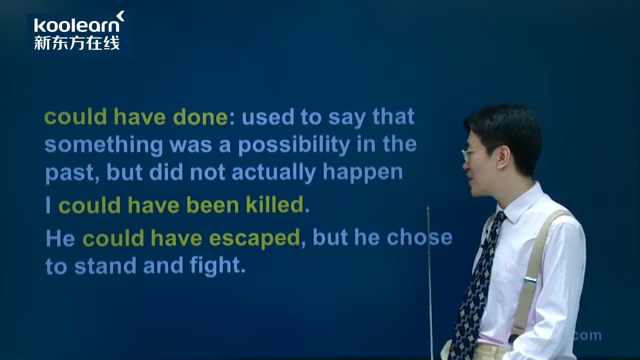 koolearn
新东方在线
could have done: used to say that
something was a possibility in the
past, but did not actually happen
I could have been killed.
He could have escaped, but he chose
to stand and fight.
com